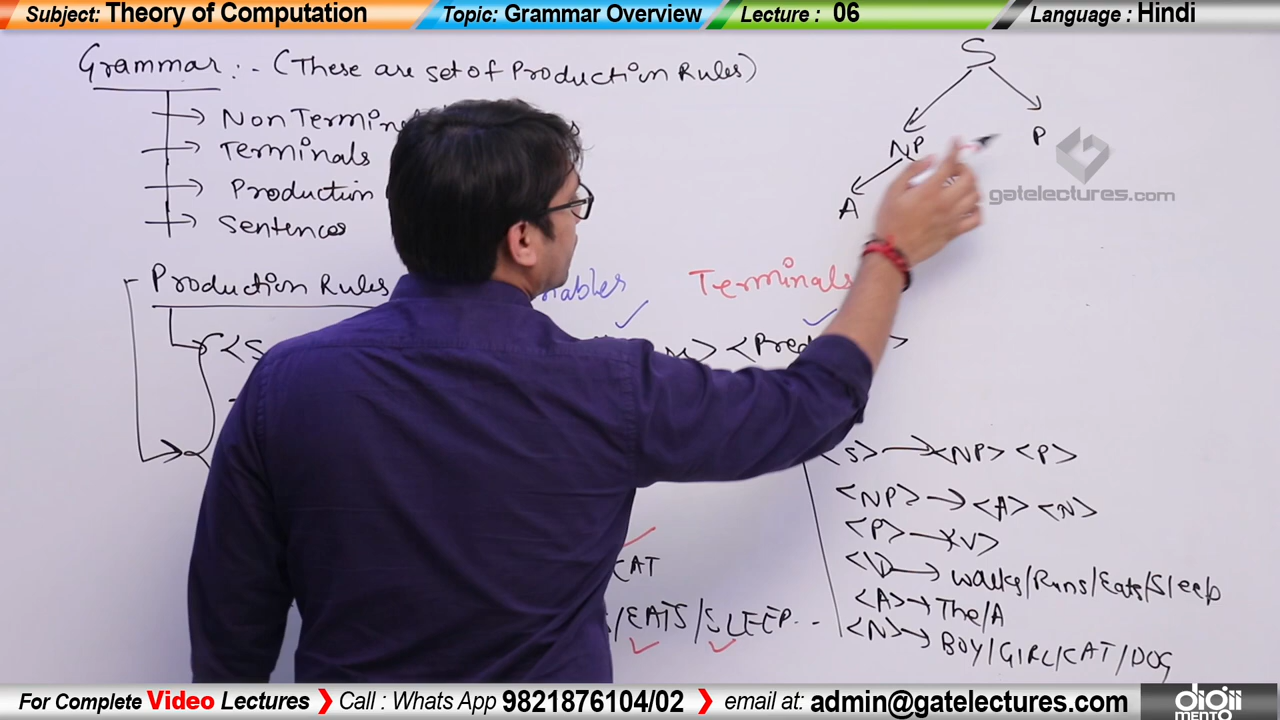 Subject: Theory of Computation Topic: Grammar Overview Lecture : 06 Language : Hindi
Grammar :- (These are set of Production Rules)
Terminals
Production
Sentences
S
NP P
A
gatelectures.com
Production Rules
Terminals
<S> → <NP> <P>
<NP> → <A> <N>
<P> → <V>
<V> → walks/Runs/Eats/Sleep
<A> → The/A
<N> → BOY/GIRL/CAT/DOG
CAT
/EATS/SLEEP...
For Complete Video Lectures ❯ Call : Whats App 9821876104/02 ❯ email at: admin@gatelectures.com
digii
MENTO